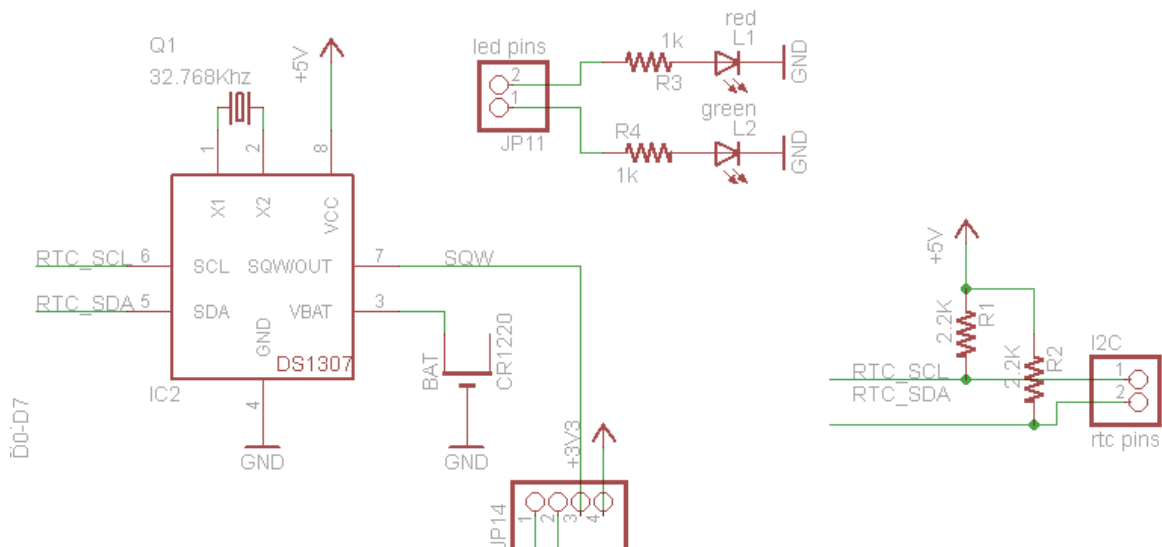 Q1
32.768Khz
+5V
1
2
8
X1
X2
VCC
RTC_SCL
6
SCL
SQW/OUT
7
SQW
RTC_SDA
5
SDA
VBAT
3
GND
DS1307
IC2
4
GND
BAT
CR1220
GND
D0-D7
led pins
2
1
JP11
1k
R3
red
L1
GND
R4
1k
green
L2
GND
+3V3
JP14
1
2
3
4
+5V
2.2K
R1
2.2K
R2
RTC_SCL
RTC_SDA
I2C
1
2
rtc pins